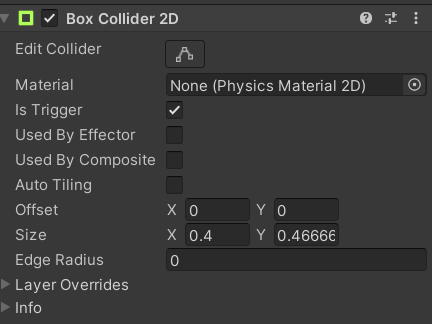 Box Collider 2D
Edit Collider
Material None (Physics Material 2D)
Is Trigger
Used By Effector
Used By Composite
Auto Tiling
Offset X 0 Y 0
Size X 0.4 Y 0.46666
Edge Radius 0
Layer Overrides
Info